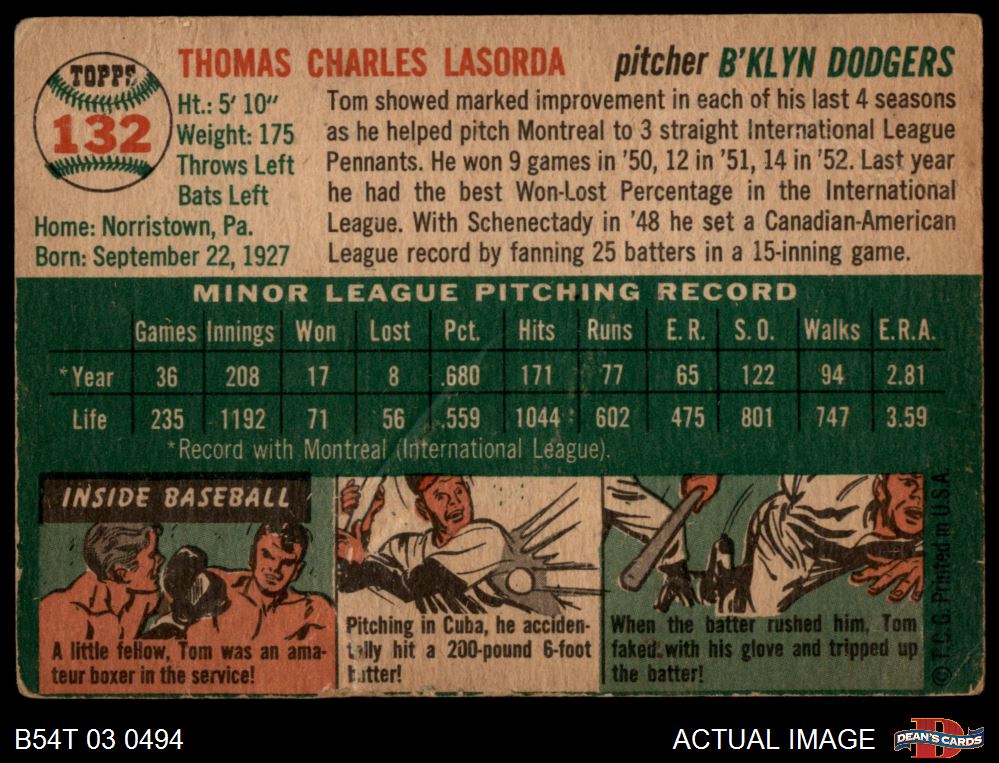 TOPPS
132
THOMAS CHARLES LASORDA pitcher B'KLYN DODGERS
Ht.: 5' 10"
Weight: 175
Throws Left
Bats Left
Home: Norristown, Pa.
Born: September 22, 1927
Tom showed marked improvement in each of his last 4 seasons
as he helped pitch Montreal to 3 straight International League
Pennants. He won 9 games in '50, 12 in '51, 14 in '52. Last year
he had the best Won-Lost Percentage in the International
League. With Schenectady in '48 he set a Canadian-American
League record by fanning 25 batters in a 15-inning game.
MINOR LEAGUE PITCHING RECORD
Games Innings Won Lost Pct. Hits Runs E.R. S.O. Walks E.R.A.
*Year 36 208 17 8 .680 171 77 65 122 94 2.81
Life 235 1192 71 56 .559 1044 602 475 801 747 3.59
*Record with Montreal (International League).
INSIDE BASEBALL
A little fellow, Tom was an ama-
teur boxer in the service!
Pitching in Cuba, he acciden-
tally hit a 200-pound 6-foot
batter!
When the batter rushed him, Tom
faked with his glove and tripped up
the batter!
© T.C.G. Printed in U.S.A.
B54T 03 0494
ACTUAL IMAGE
DEAN'S CARDS